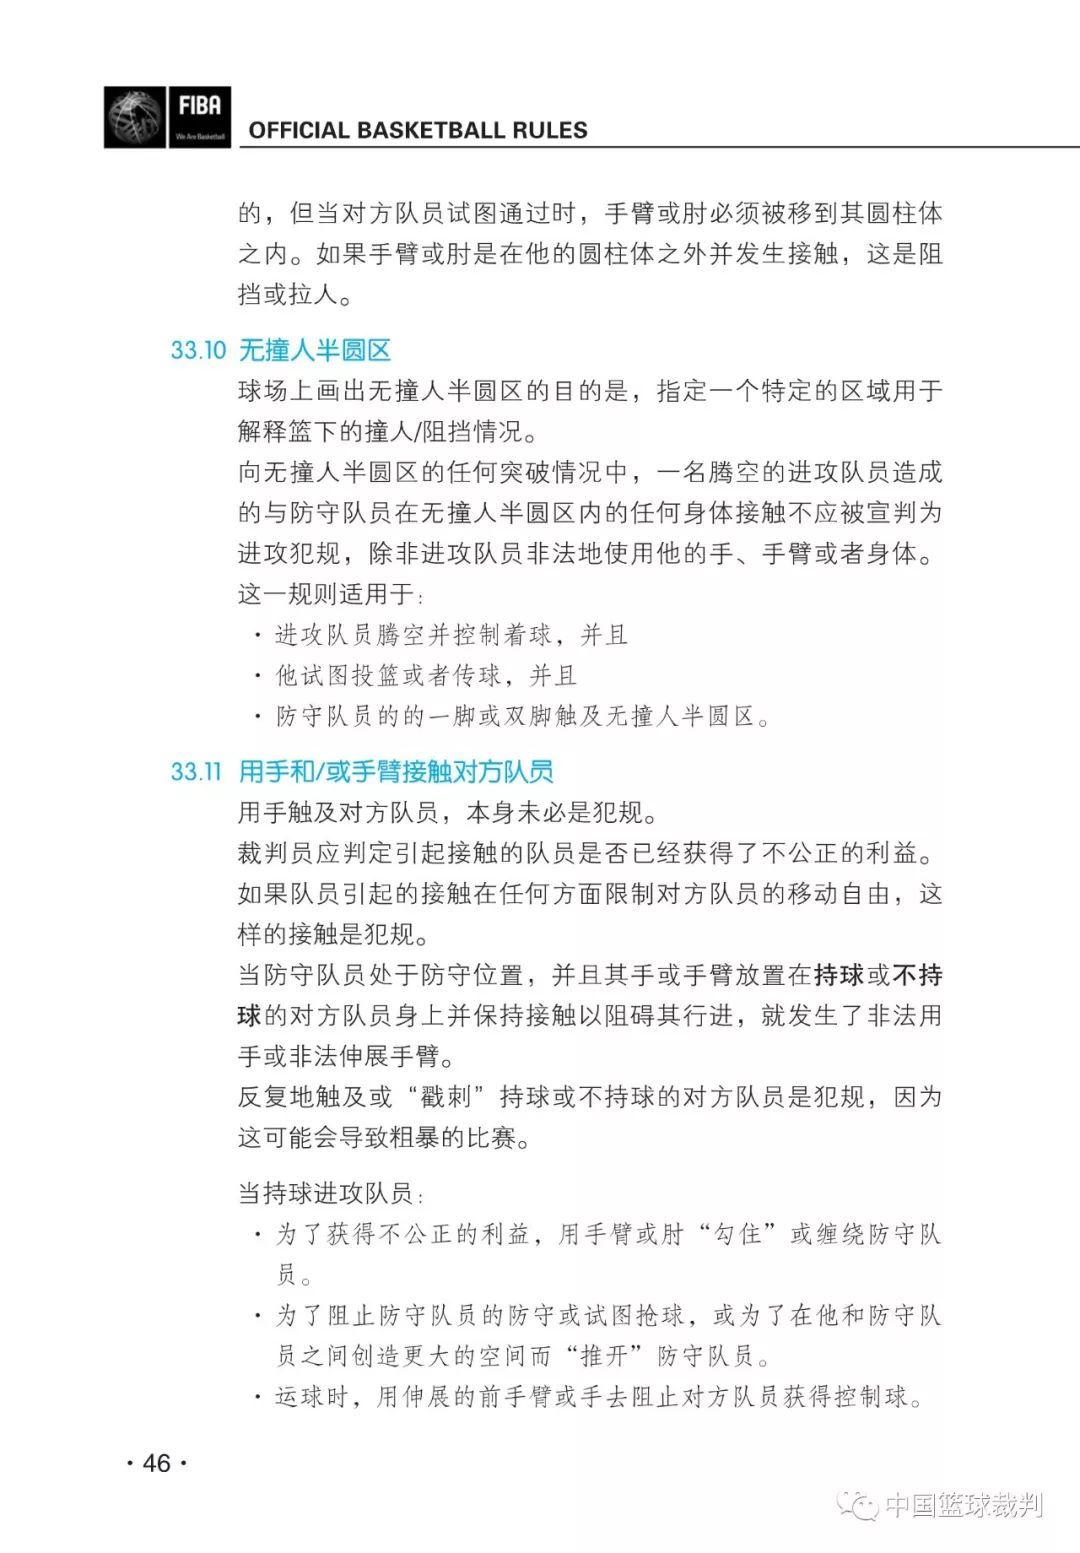 FIBA
We Are Basketball
OFFICIAL BASKETBALL RULES
的，但当对方队员试图通过时，手臂或肘必须被移到其圆柱体
之内。如果手臂或肘是在他的圆柱体之外并发生接触，这是阻
挡或拉人。
33.10 无撞人半圆区
球场上画出无撞人半圆区的目的是，指定一个特定的区域用于
解释篮下的撞人/阻挡情况。
向无撞人半圆区的任何突破情况中，一名腾空的进攻队员造成
的与防守队员在无撞人半圆区内的任何身体接触不应被宣判为
进攻犯规，除非进攻队员非法地使用他的手、手臂或者身体。
这一规则适用于：
· 进攻队员腾空并控制着球，并且
· 他试图投篮或者传球，并且
· 防守队员的的一脚或双脚触及无撞人半圆区。
33.11 用手和/或手臂接触对方队员
用手触及对方队员，本身未必是犯规。
裁判员应判定引起接触的队员是否已经获得了不公正的利益。
如果队员引起的接触在任何方面限制对方队员的移动自由，这
样的接触是犯规。
当防守队员处于防守位置，并且其手或手臂放置在持球或不持
球的对方队员身上并保持接触以阻碍其行进，就发生了非法用
手或非法伸展手臂。
反复地触及或“戳刺”持球或不持球的对方队员是犯规，因为
这可能会导致粗暴的比赛。
当持球进攻队员：
· 为了获得不公正的利益，用手臂或肘“勾住”或缠绕防守队
员。
· 为了阻止防守队员的防守或试图抢球，或为了在他和防守队
员之间创造更大的空间而“推开”防守队员。
· 运球时，用伸展的前手臂或手去阻止对方队员获得控制球。
· 46 ·
中国篮球裁判